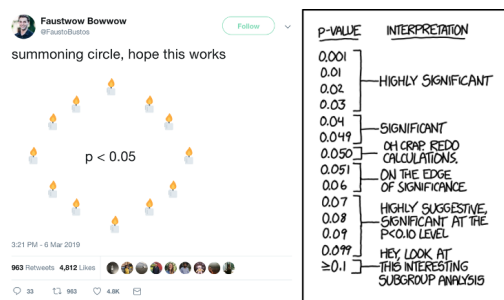 Faustwow Bowwow
@FaustoBustos
Follow
summoning circle, hope this works
p < 0.05
3:21 PM - 6 Mar 2019
963 Retweets 4,812 Likes
33 963 4.8K
P-VALUE INTERPRETATION
0.001
0.01
0.02
0.03
HIGHLY SIGNIFICANT
0.04
0.049
SIGNIFICANT
0.050
OH CRAP. REDO
CALCULATIONS.
0.051
0.06
ON THE EDGE
OF SIGNIFICANCE
0.07
0.08
0.09
0.099
HIGHLY SUGGESTIVE,
SIGNIFICANT AT THE
P<0.10 LEVEL
≥0.1
HEY, LOOK AT
THIS INTERESTING
SUBGROUP ANALYSIS